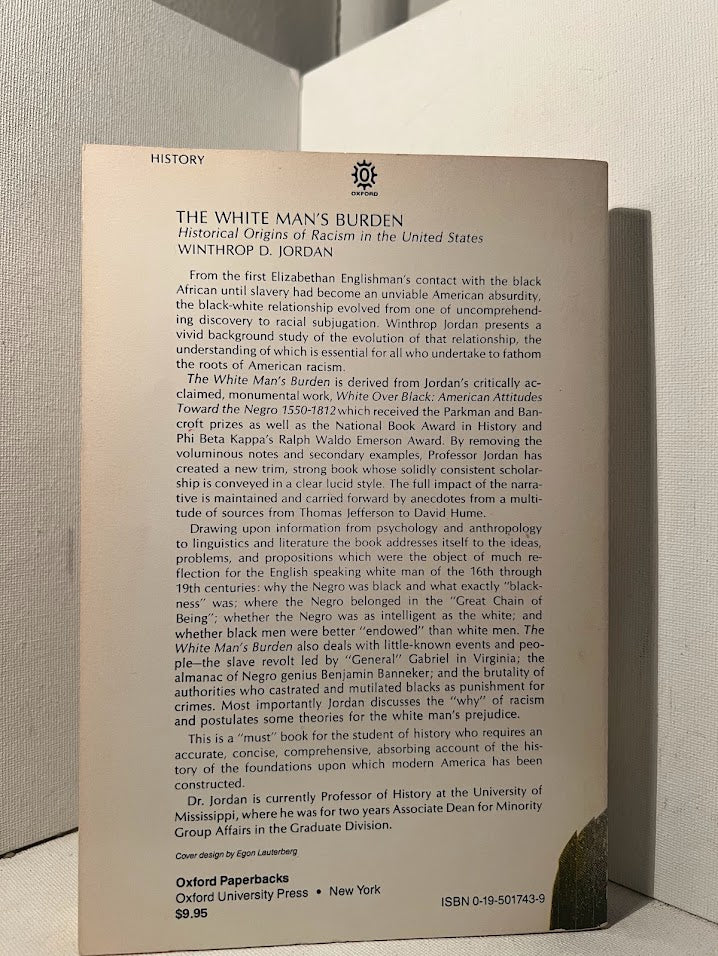 HISTORY
OXFORD
THE WHITE MAN'S BURDEN
Historical Origins of Racism in the United States
WINTHROP D. JORDAN
From the first Elizabethan Englishman's contact with the black
African until slavery had become an unviable American absurdity,
the black-white relationship evolved from one of uncomprehend-
ing discovery to racial subjugation. Winthrop Jordan presents a
vivid background study of the evolution of that relationship, the
understanding of which is essential for all who undertake to fathom
the roots of American racism.
The White Man's Burden is derived from Jordan's critically ac-
claimed, monumental work, White Over Black: American Attitudes
Toward the Negro 1550-1812 which received the Parkman and Ban-
croft prizes as well as the National Book Award in History and
Phi Beta Kappa's Ralph Waldo Emerson Award. By removing the
voluminous notes and secondary examples, Professor Jordan has
created a new trim, strong book whose solidly consistent scholar-
ship is conveyed in a clear lucid style. The full impact of the narra-
tive is maintained and carried forward by anecdotes from a multi-
tude of sources from Thomas Jefferson to David Hume.
Drawing upon information from psychology and anthropology
to linguistics and literature the book addresses itself to the ideas,
problems, and propositions which were the object of much re-
flection for the English speaking white man of the 16th through
19th centuries: why the Negro was black and what exactly "black-
ness" was; where the Negro belonged in the "Great Chain of
Being"; whether the Negro was as intelligent as the white; and
whether black men were better "endowed" than white men. The
White Man's Burden also deals with little-known events and peo-
ple—the slave revolt led by "General" Gabriel in Virginia; the
almanac of Negro genius Benjamin Banneker; and the brutality of
authorities who castrated and mutilated blacks as punishment for
crimes. Most importantly Jordan discusses the "why" of racism
and postulates some theories for the white man's prejudice.
This is a "must" book for the student of history who requires an
accurate, concise, comprehensive, absorbing account of the his-
tory of the foundations upon which modern America has been
constructed.
Dr. Jordan is currently Professor of History at the University of
Mississippi, where he was for two years Associate Dean for Minority
Group Affairs in the Graduate Division.
Cover design by Egon Lauterberg
Oxford Paperbacks
Oxford University Press • New York
$9.95
ISBN 0-19-501743-9